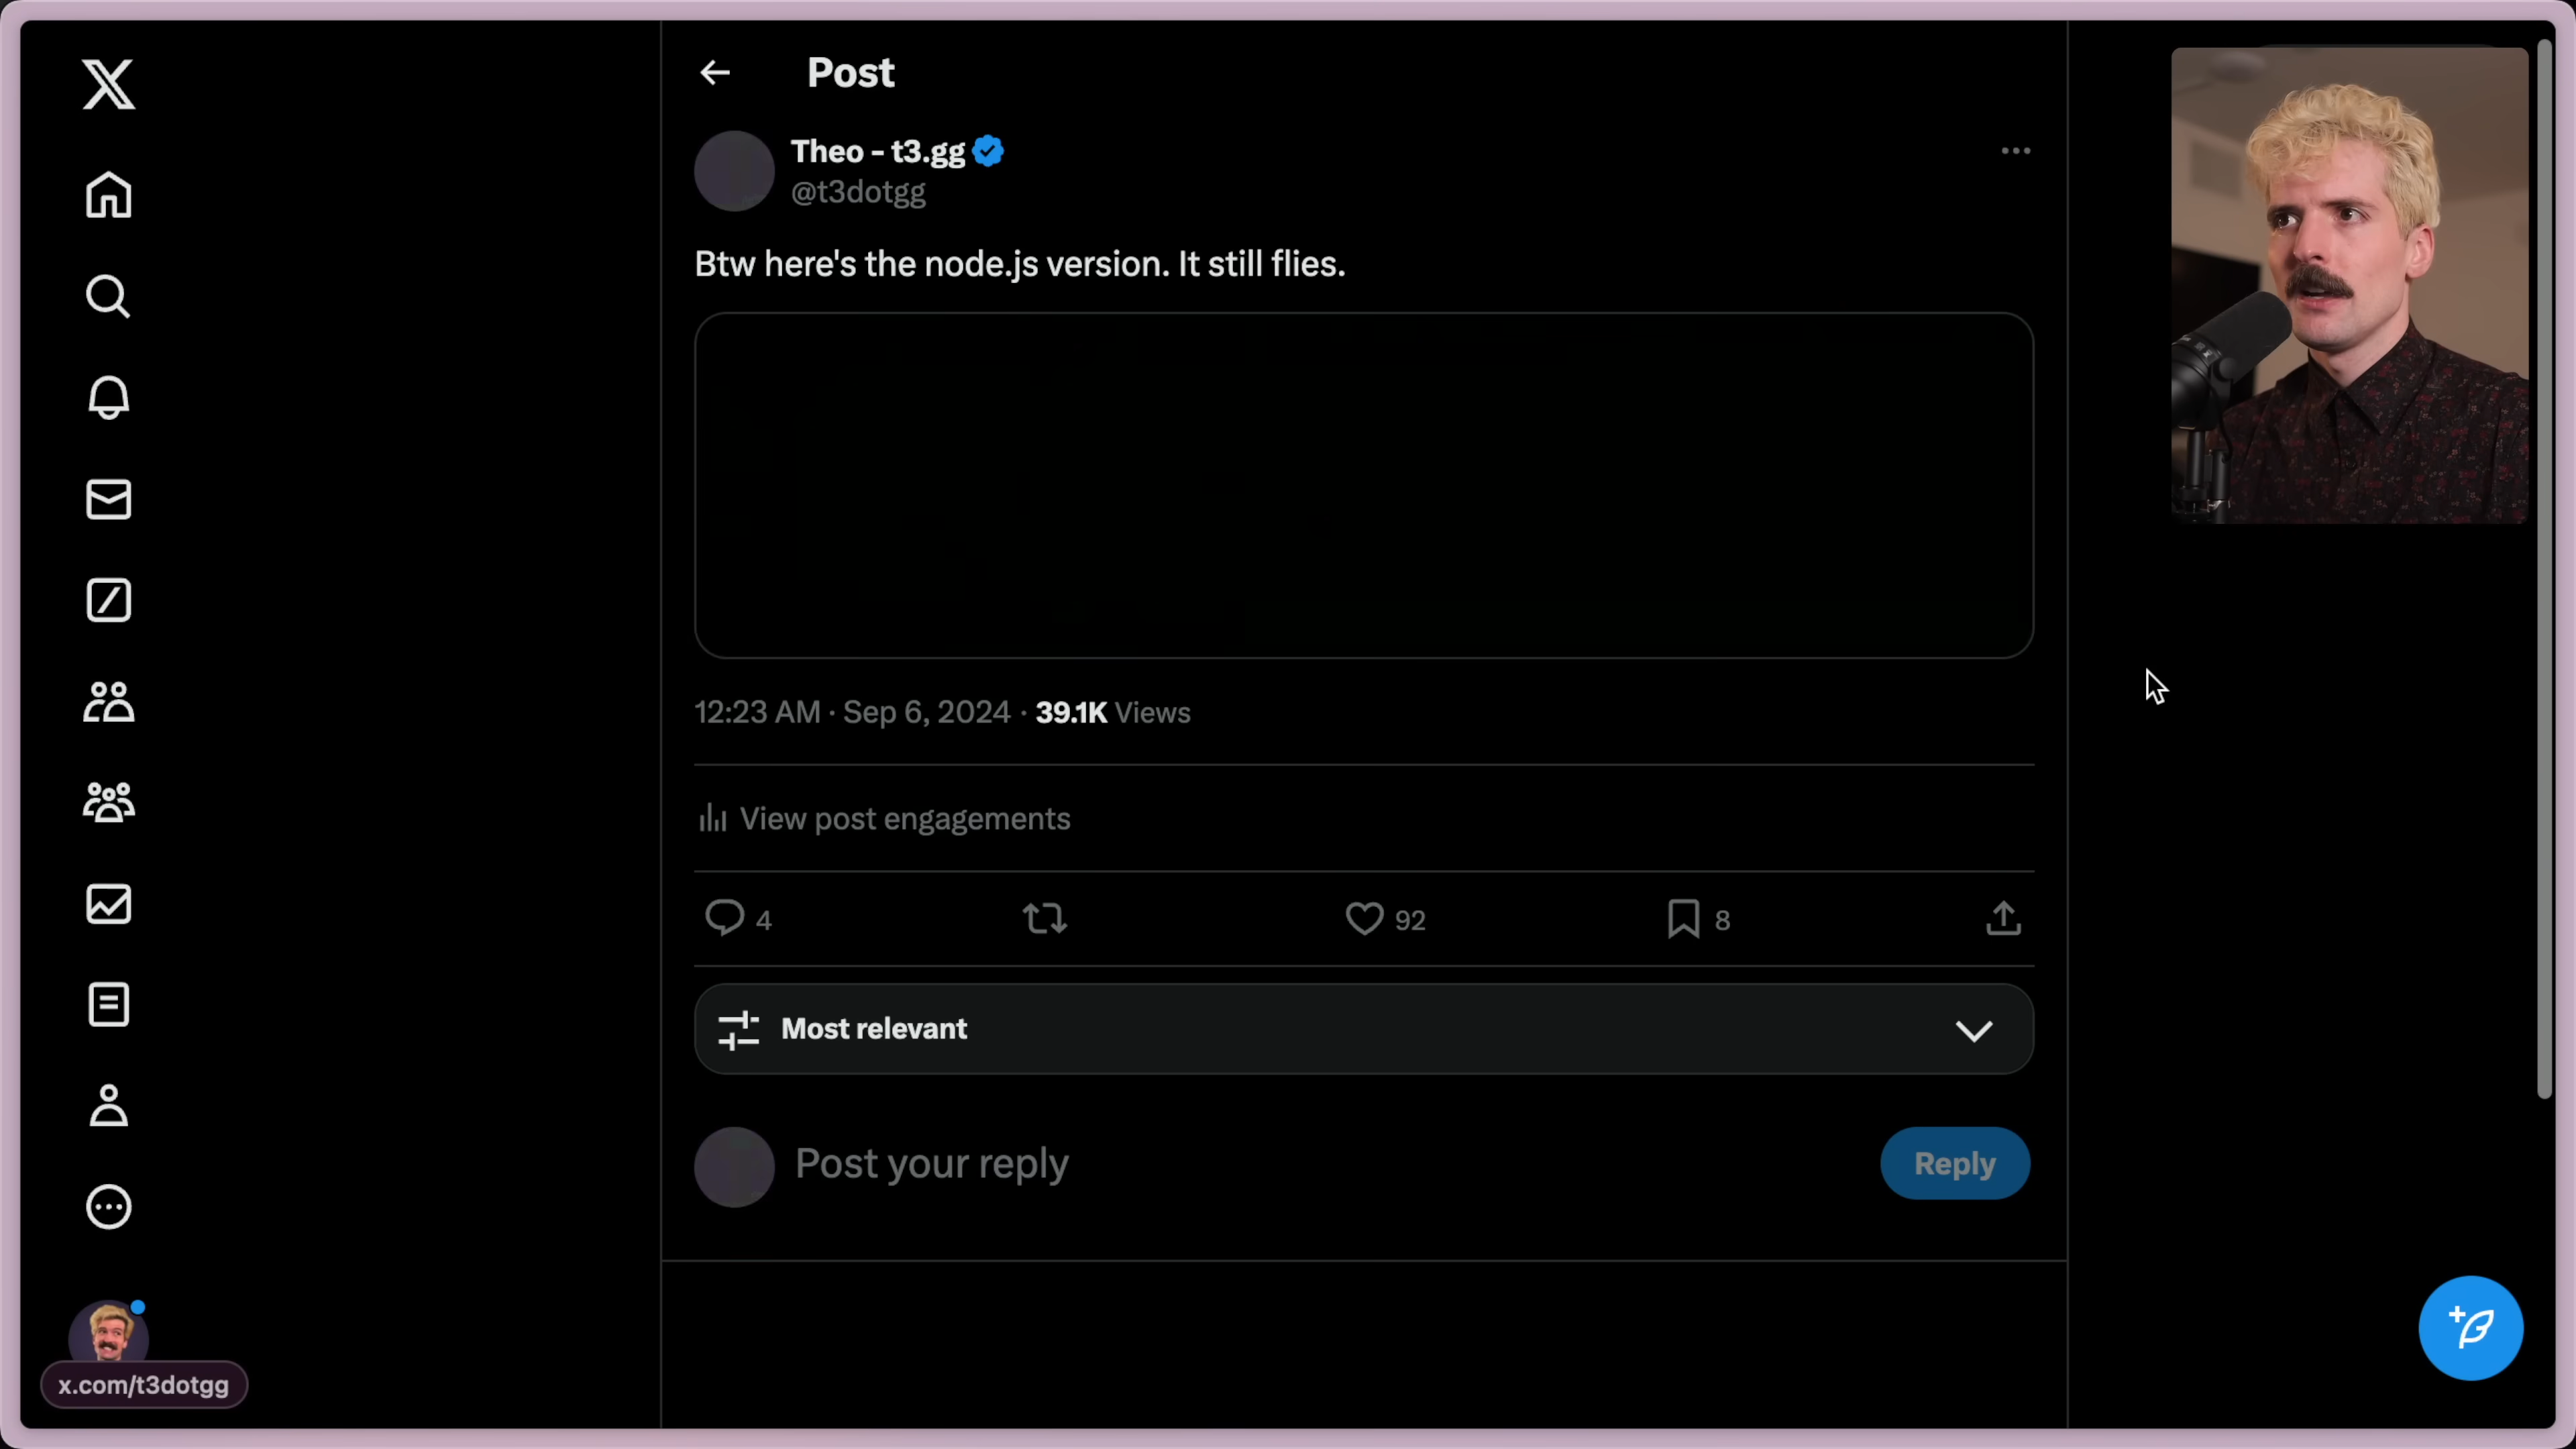 Post
Theo - t3.gg
@t3dotgg
Btw here's the node.js version. It still flies.
12:23 AM · Sep 6, 2024 · 39.1K Views
View post engagements
4 92 8
Most relevant
Post your reply
Reply
x.com/t3dotgg